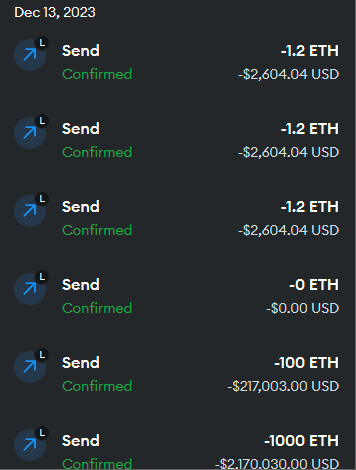 Dec 13, 2023
L
Send -1.2 ETH
Confirmed -$2,604.04 USD
L
Send -1.2 ETH
Confirmed -$2,604.04 USD
L
Send -1.2 ETH
Confirmed -$2,604.04 USD
L
Send -0 ETH
Confirmed -$0.00 USD
L
Send -100 ETH
Confirmed -$217,003.00 USD
L
Send -1000 ETH
Confirmed -$2,170,030.00 USD